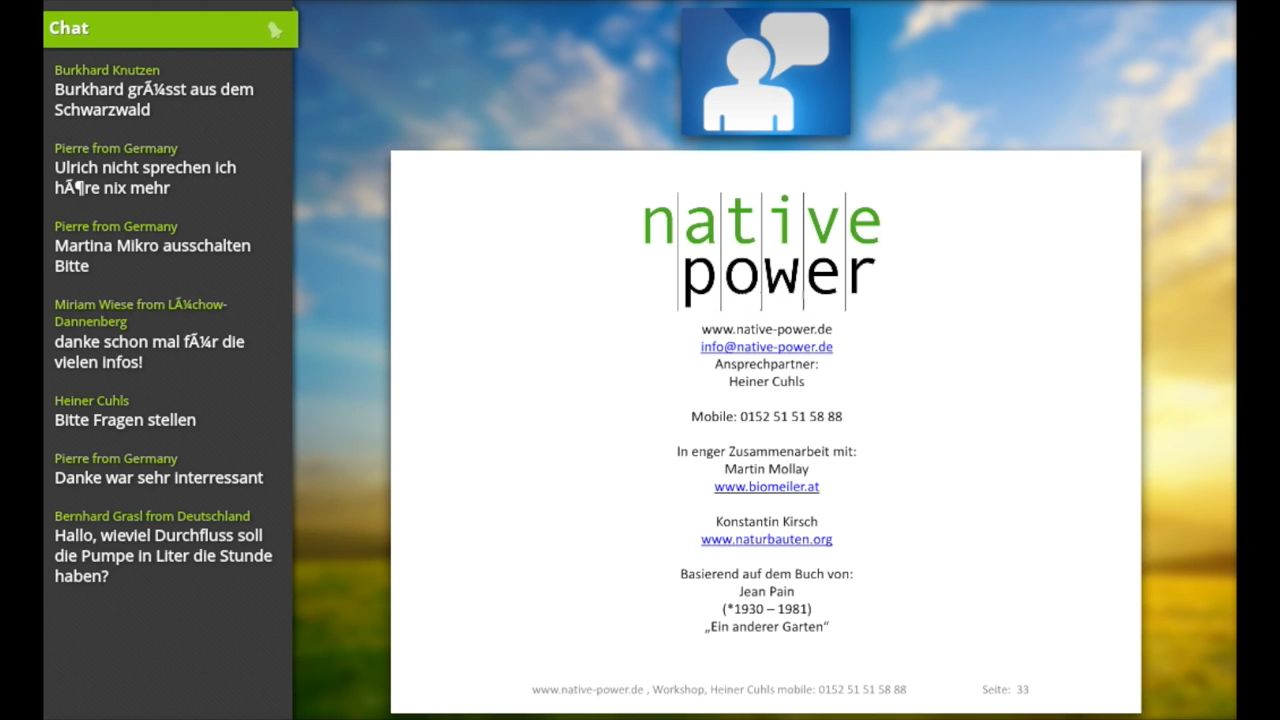 Chat
Burkhard Knutzen
Burkhard grÃ¼sst aus dem
Schwarzwald
Pierre from Germany
Ulrich nicht sprechen ich
hÃ¶re nix mehr
Pierre from Germany
Martina Mikro ausschalten
Bitte
Miriam Wiese from LÃ¼chow-
Dannenberg
danke schon mal fÃ¼r die
vielen infos!
Heiner Cuhls
Bitte Fragen stellen
Pierre from Germany
Danke war sehr interressant
Bernhard Grasl from Deutschland
Hallo, wieviel Durchfluss soll
die Pumpe in Liter die Stunde
haben?
native
power
www.native-power.de
info@native-power.de
Ansprechpartner:
Heiner Cuhls
Mobile: 0152 51 51 58 88
In enger Zusammenarbeit mit:
Martin Mollay
www.biomeiler.at
Konstantin Kirsch
www.naturbauten.org
Basierend auf dem Buch von:
Jean Pain
(*1930 – 1981)
„Ein anderer Garten“
www.native-power.de , Workshop, Heiner Cuhls mobile: 0152 51 51 58 88 Seite: 33